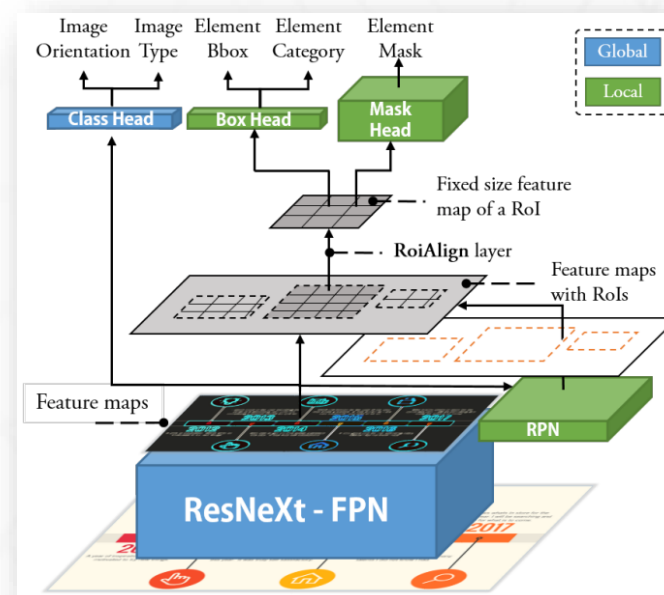 Image Orientation
Image Type
Element Bbox
Element Category
Element Mask
Global
Local
Class Head
Box Head
Mask Head
Fixed size feature map of a RoI
RoiAlign layer
Feature maps with RoIs
Feature maps
RPN
ResNeXt - FPN
2017